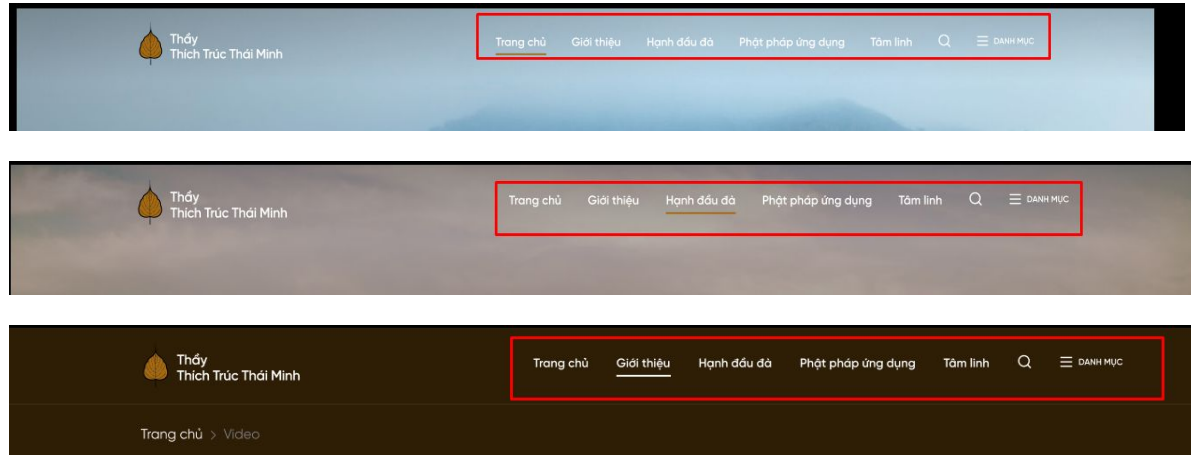 Thầy
Thích Trúc Thái Minh
Trang chủ Giới thiệu Hạnh đầu đà Phật pháp ứng dụng Tâm linh DANH MỤC
Thầy
Thích Trúc Thái Minh
Trang chủ Giới thiệu Hạnh đầu đà Phật pháp ứng dụng Tâm linh DANH MỤC
Thầy
Thích Trúc Thái Minh
Trang chủ Giới thiệu Hạnh đầu đà Phật pháp ứng dụng Tâm linh DANH MỤC
Trang chủ > Video